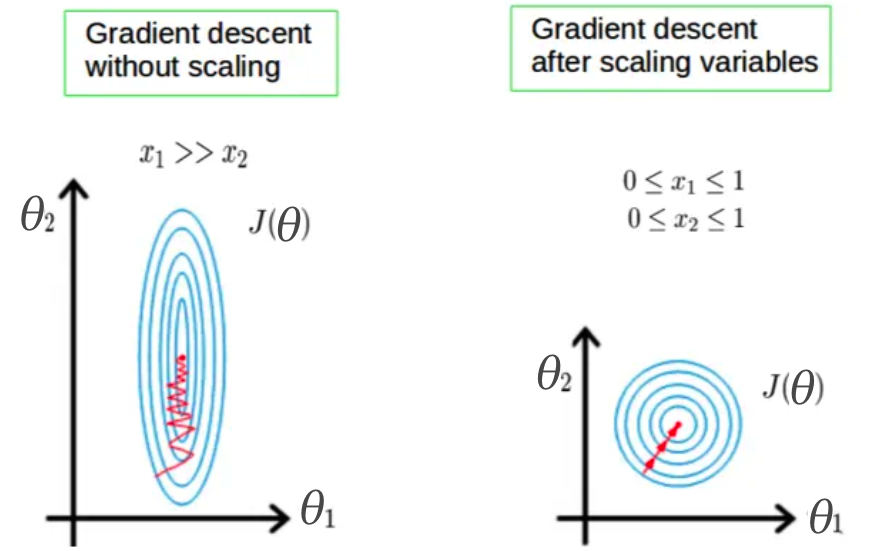 Gradient descent
without scaling
x₁ >> x₂
θ₂
J(θ)
θ₁
Gradient descent
after scaling variables
0 ≤ x₁ ≤ 1
0 ≤ x₂ ≤ 1
θ₂
J(θ)
θ₁